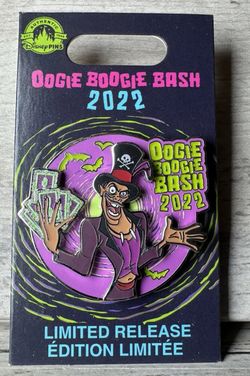 AUTHENTIC
Disney PINS
OOGIE BOOGIE BASH
2022
OOGIE
BOOGIE
BASH
2022
LIMITED RELEASE
ÉDITION LIMITÉE